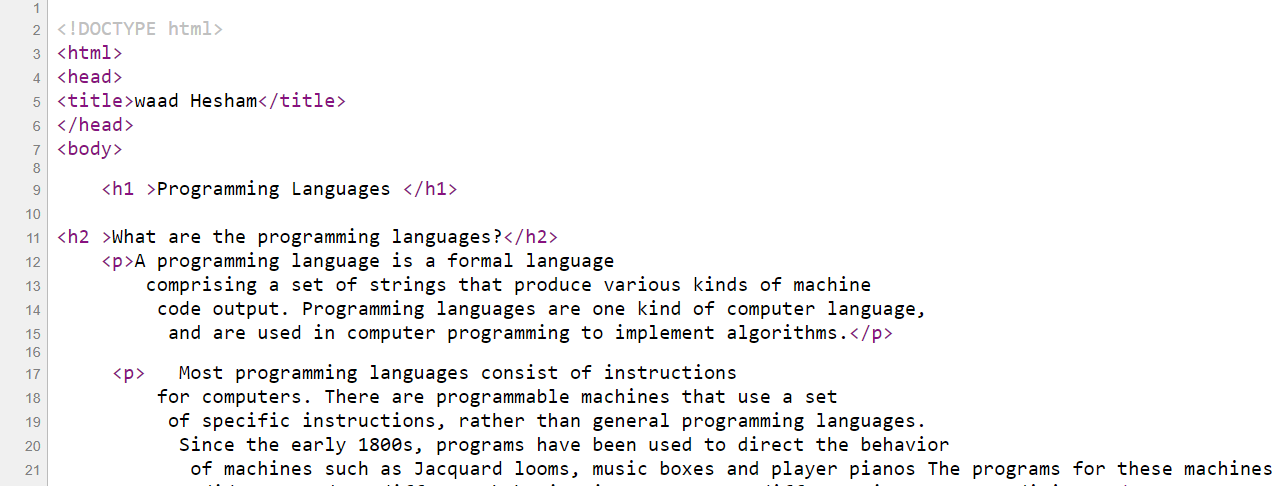 1
2 <!DOCTYPE html>
3 <html>
4 <head>
5 <title>waad Hesham</title>
6 </head>
7 <body>
8
9 <h1 >Programming Languages </h1>
10
11 <h2 >What are the programming languages?</h2>
12 <p>A programming language is a formal language
13 comprising a set of strings that produce various kinds of machine
14 code output. Programming languages are one kind of computer language,
15 and are used in computer programming to implement algorithms.</p>
16
17 <p> Most programming languages consist of instructions
18 for computers. There are programmable machines that use a set
19 of specific instructions, rather than general programming languages.
20 Since the early 1800s, programs have been used to direct the behavior
21 of machines such as Jacquard looms, music boxes and player pianos The programs for these machines